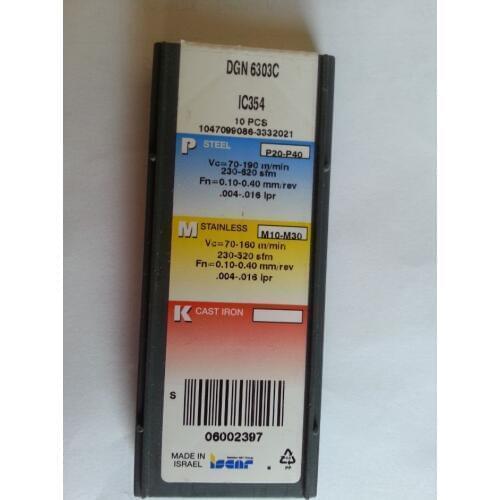 DGN 6303C
IC354
10 PCS
1047099086-3332021
P STEEL P20-P40
Vc=70-190 m/min
230-620 sfm
Fn=0.10-0.40 mm/rev
.004-.016 ipr
M STAINLESS M10-M30
Vc=70-160 m/min
230-520 sfm
Fn=0.10-0.40 mm/rev
.004-.016 ipr
K CAST IRON
S
06002397
MADE IN
ISRAEL
iscar
PP